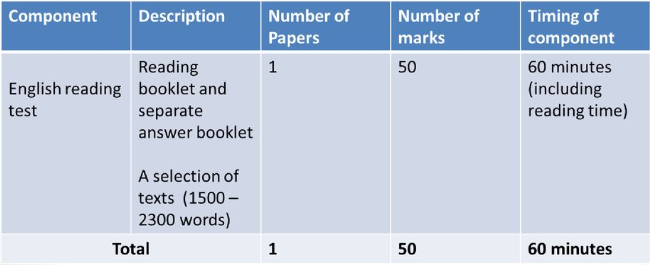 Component
Description
Number of
Papers
Number of
marks
Timing of
component
English reading
test
Reading
booklet and
separate
answer booklet
A selection of
texts (1500 –
2300 words)
1
50
60 minutes
(including
reading time)
Total
1
50
60 minutes